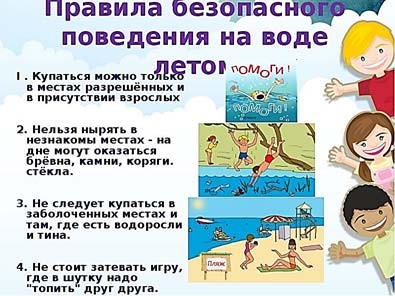 Правила безопасного
поведения на воде
летом
I . Купаться можно только
в местах разрешённых и
в присутствии взрослых
ПОМОГИ!
ПОМОГИ!
2. Нельзя нырять в
незнакомы местах - на
дне могут оказаться
брёвна, камни, коряги.
стёкла.
3. Не следует купаться в
заболоченных местах и
там, где есть водоросли
и тина.
Пляж
4. Не стоит затевать игру,
где в шутку надо
"топить" друг друга.